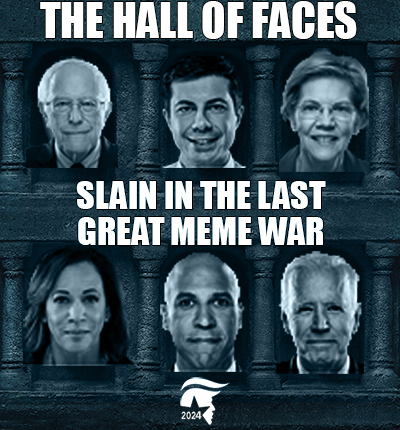 THE HALL OF FACES
SLAIN IN THE LAST
GREAT MEME WAR
2024